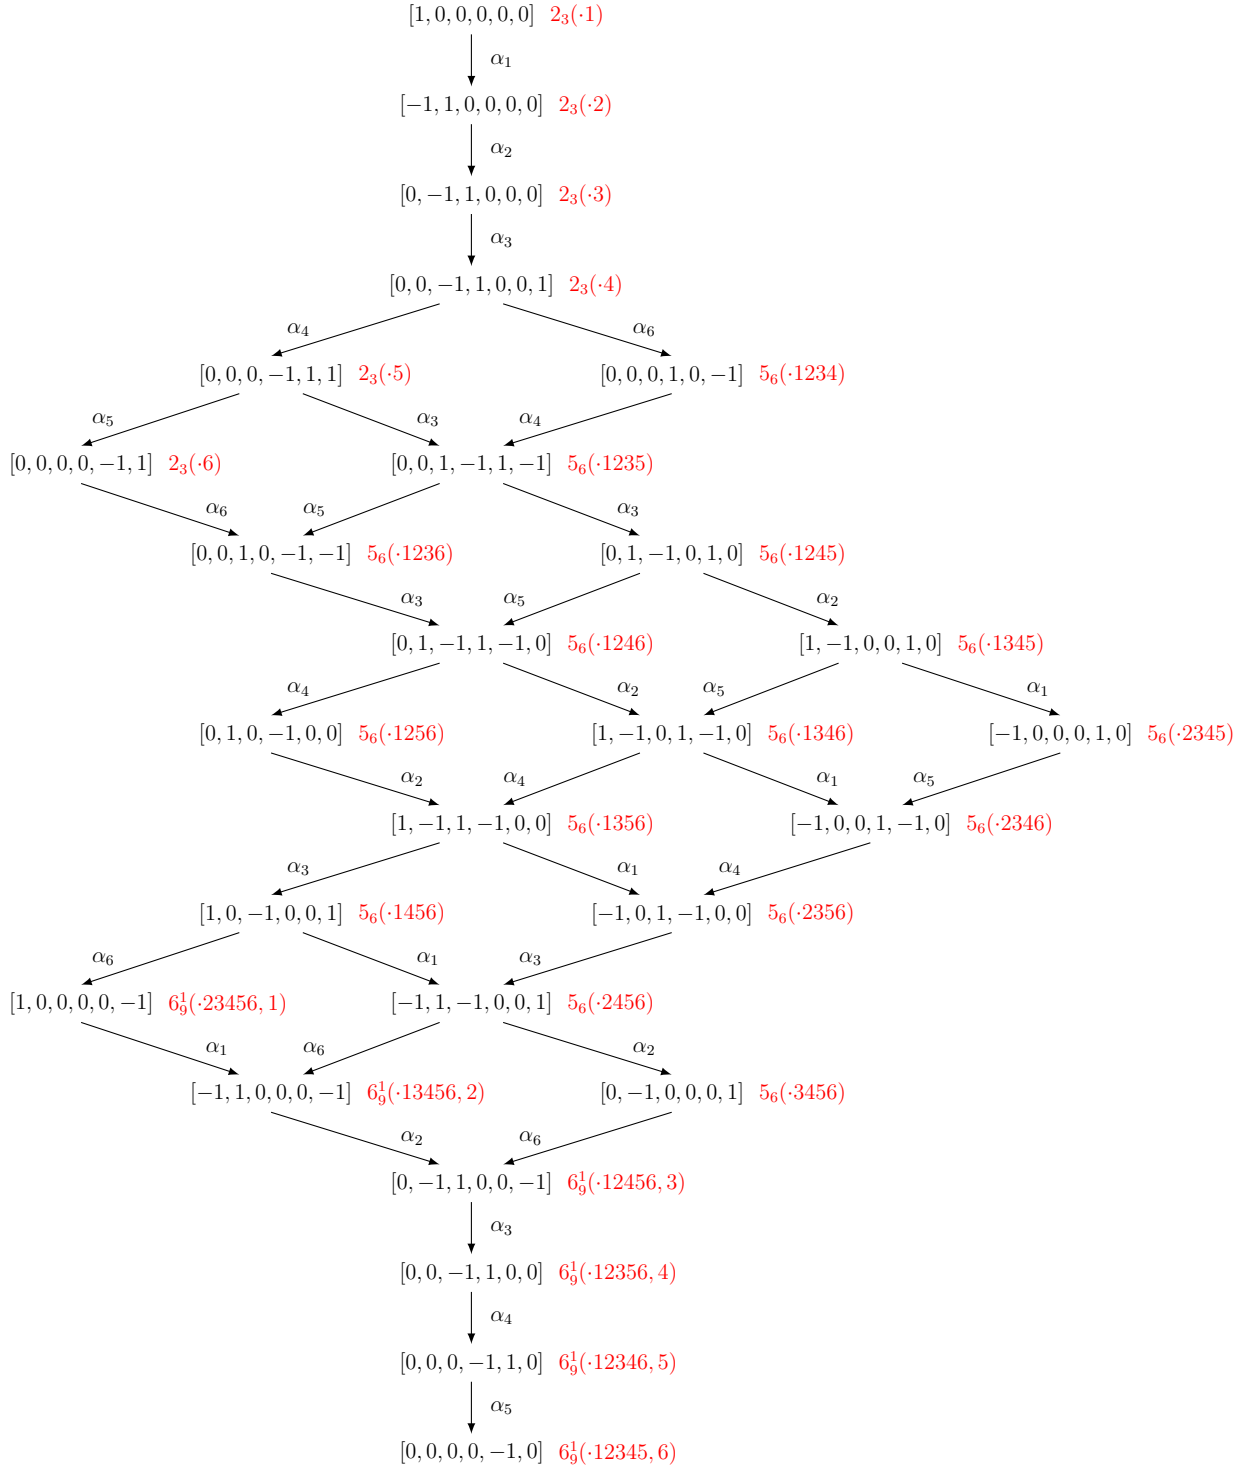 [1, 0, 0, 0, 0, 0] 2₃(·1)
α₁
[−1, 1, 0, 0, 0, 0] 2₃(·2)
α₂
[0, −1, 1, 0, 0, 0] 2₃(·3)
α₃
[0, 0, −1, 1, 0, 0, 1] 2₃(·4)
α₄ α₆
[0, 0, 0, −1, 1, 1] 2₃(·5) [0, 0, 0, 1, 0, −1] 5₆(·1234)
α₅ α₃ α₄
[0, 0, 0, 0, −1, 1] 2₃(·6) [0, 0, 1, −1, 1, −1] 5₆(·1235)
α₆ α₅ α₃
[0, 0, 1, 0, −1, −1] 5₆(·1236) [0, 1, −1, 0, 1, 0] 5₆(·1245)
α₃ α₅ α₂
[0, 1, −1, 1, −1, 0] 5₆(·1246) [1, −1, 0, 0, 1, 0] 5₆(·1345)
α₄ α₂ α₅ α₁
[0, 1, 0, −1, 0, 0] 5₆(·1256) [1, −1, 0, 1, −1, 0] 5₆(·1346) [−1, 0, 0, 0, 1, 0] 5₆(·2345)
α₂ α₄ α₁ α₅
[1, −1, 1, −1, 0, 0] 5₆(·1356) [−1, 0, 0, 1, −1, 0] 5₆(·2346)
α₃ α₁ α₄
[1, 0, −1, 0, 0, 1] 5₆(·1456) [−1, 0, 1, −1, 0, 0] 5₆(·2356)
α₆ α₁ α₃
[1, 0, 0, 0, 0, −1] 6₉¹(·23456, 1) [−1, 1, −1, 0, 0, 1] 5₆(·2456)
α₁ α₆ α₂
[−1, 1, 0, 0, 0, −1] 6₉¹(·13456, 2) [0, −1, 0, 0, 0, 1] 5₆(·3456)
α₂ α₆
[0, −1, 1, 0, 0, −1] 6₉¹(·12456, 3)
α₃
[0, 0, −1, 1, 0, 0] 6₉¹(·12356, 4)
α₄
[0, 0, 0, −1, 1, 0] 6₉¹(·12346, 5)
α₅
[0, 0, 0, 0, −1, 0] 6₉¹(·12345, 6)